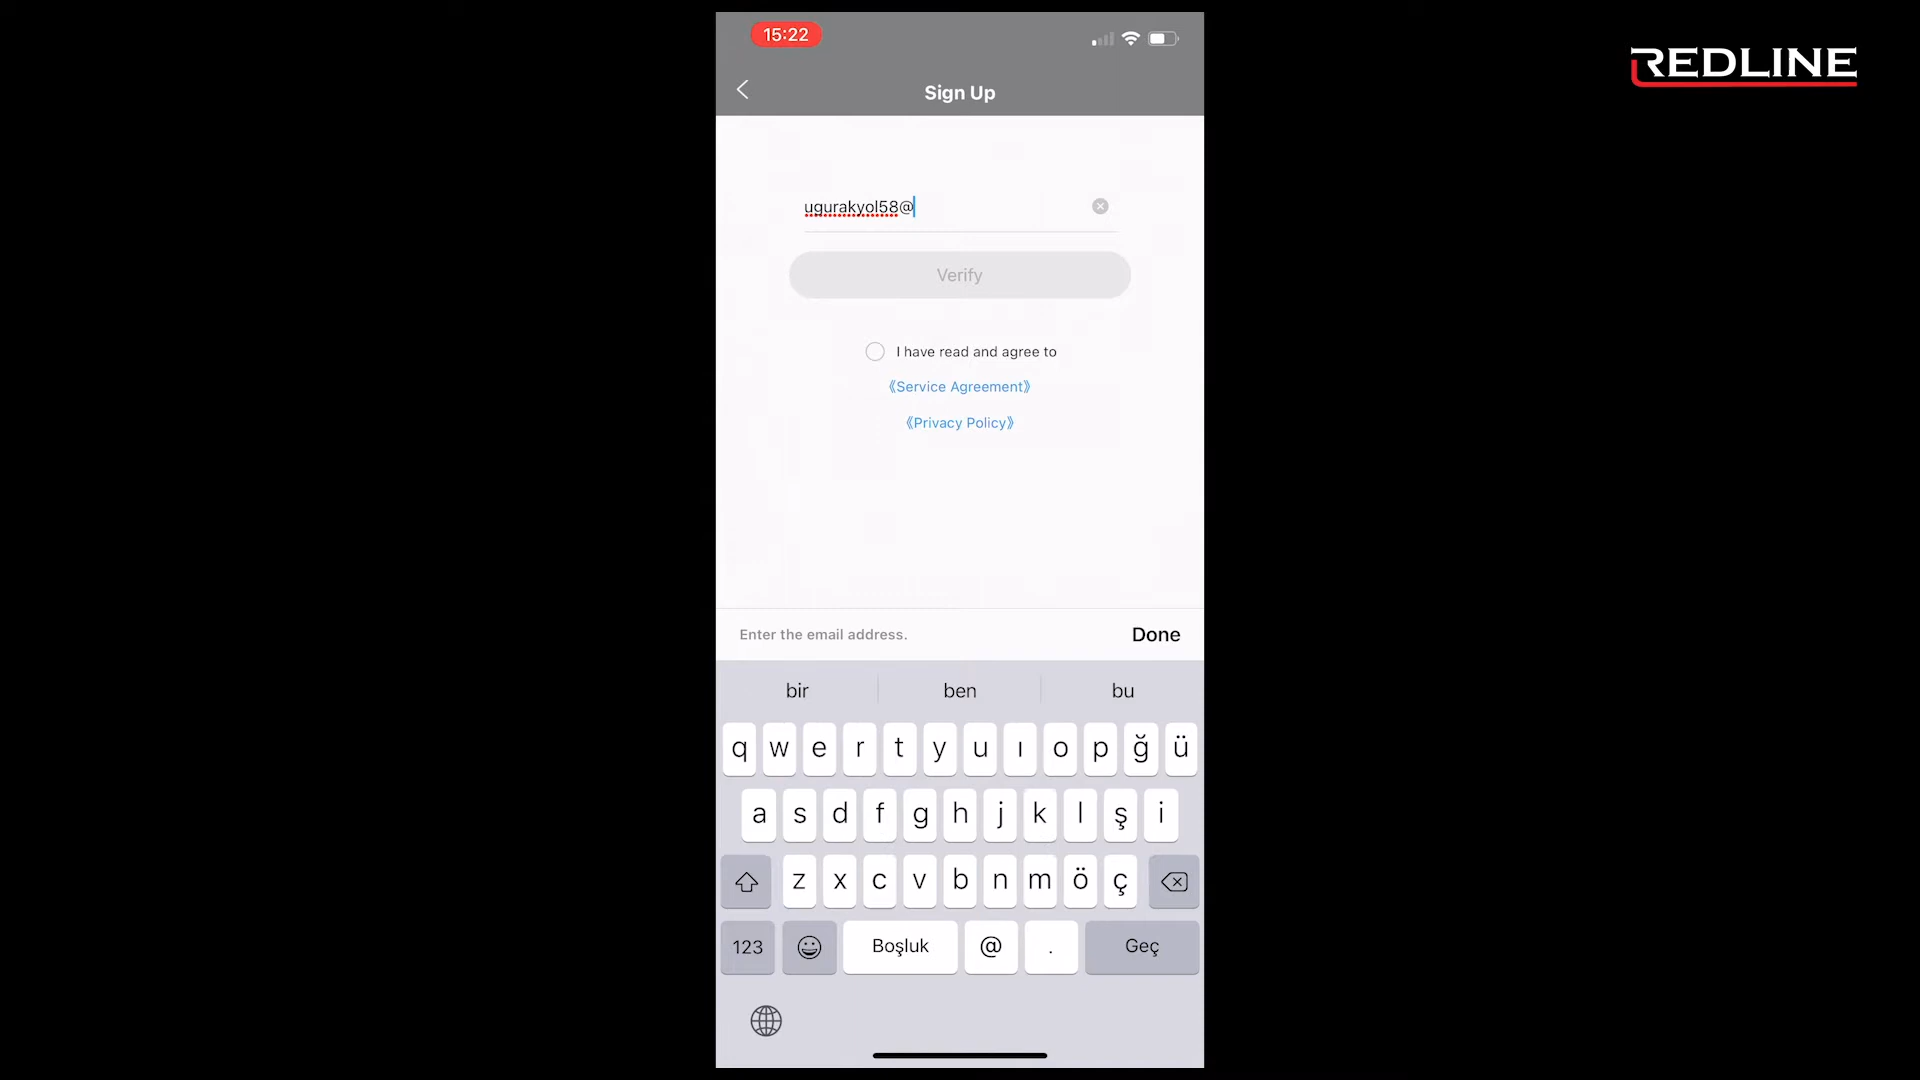 15:22
REDLINE
Sign Up
ugurakyol58@
Verify
I have read and agree to
《Service Agreement》
《Privacy Policy》
Enter the email address.
Done
bir ben bu
q w e r t y u ı o p ğ ü
a s d f g h j k l ş i
z x c v b n m ö ç
123 Boşluk @ . Geç